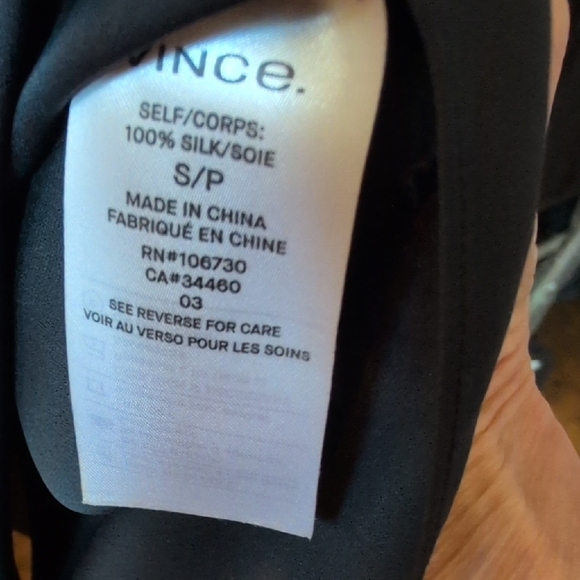 VINCe.
SELF/CORPS:
100% SILK/SOIE
S/P
MADE IN CHINA
FABRIQUÉ EN CHINE
RN#106730
CA#34460
03
SEE REVERSE FOR CARE
VOIR AU VERSO POUR LES SOINS